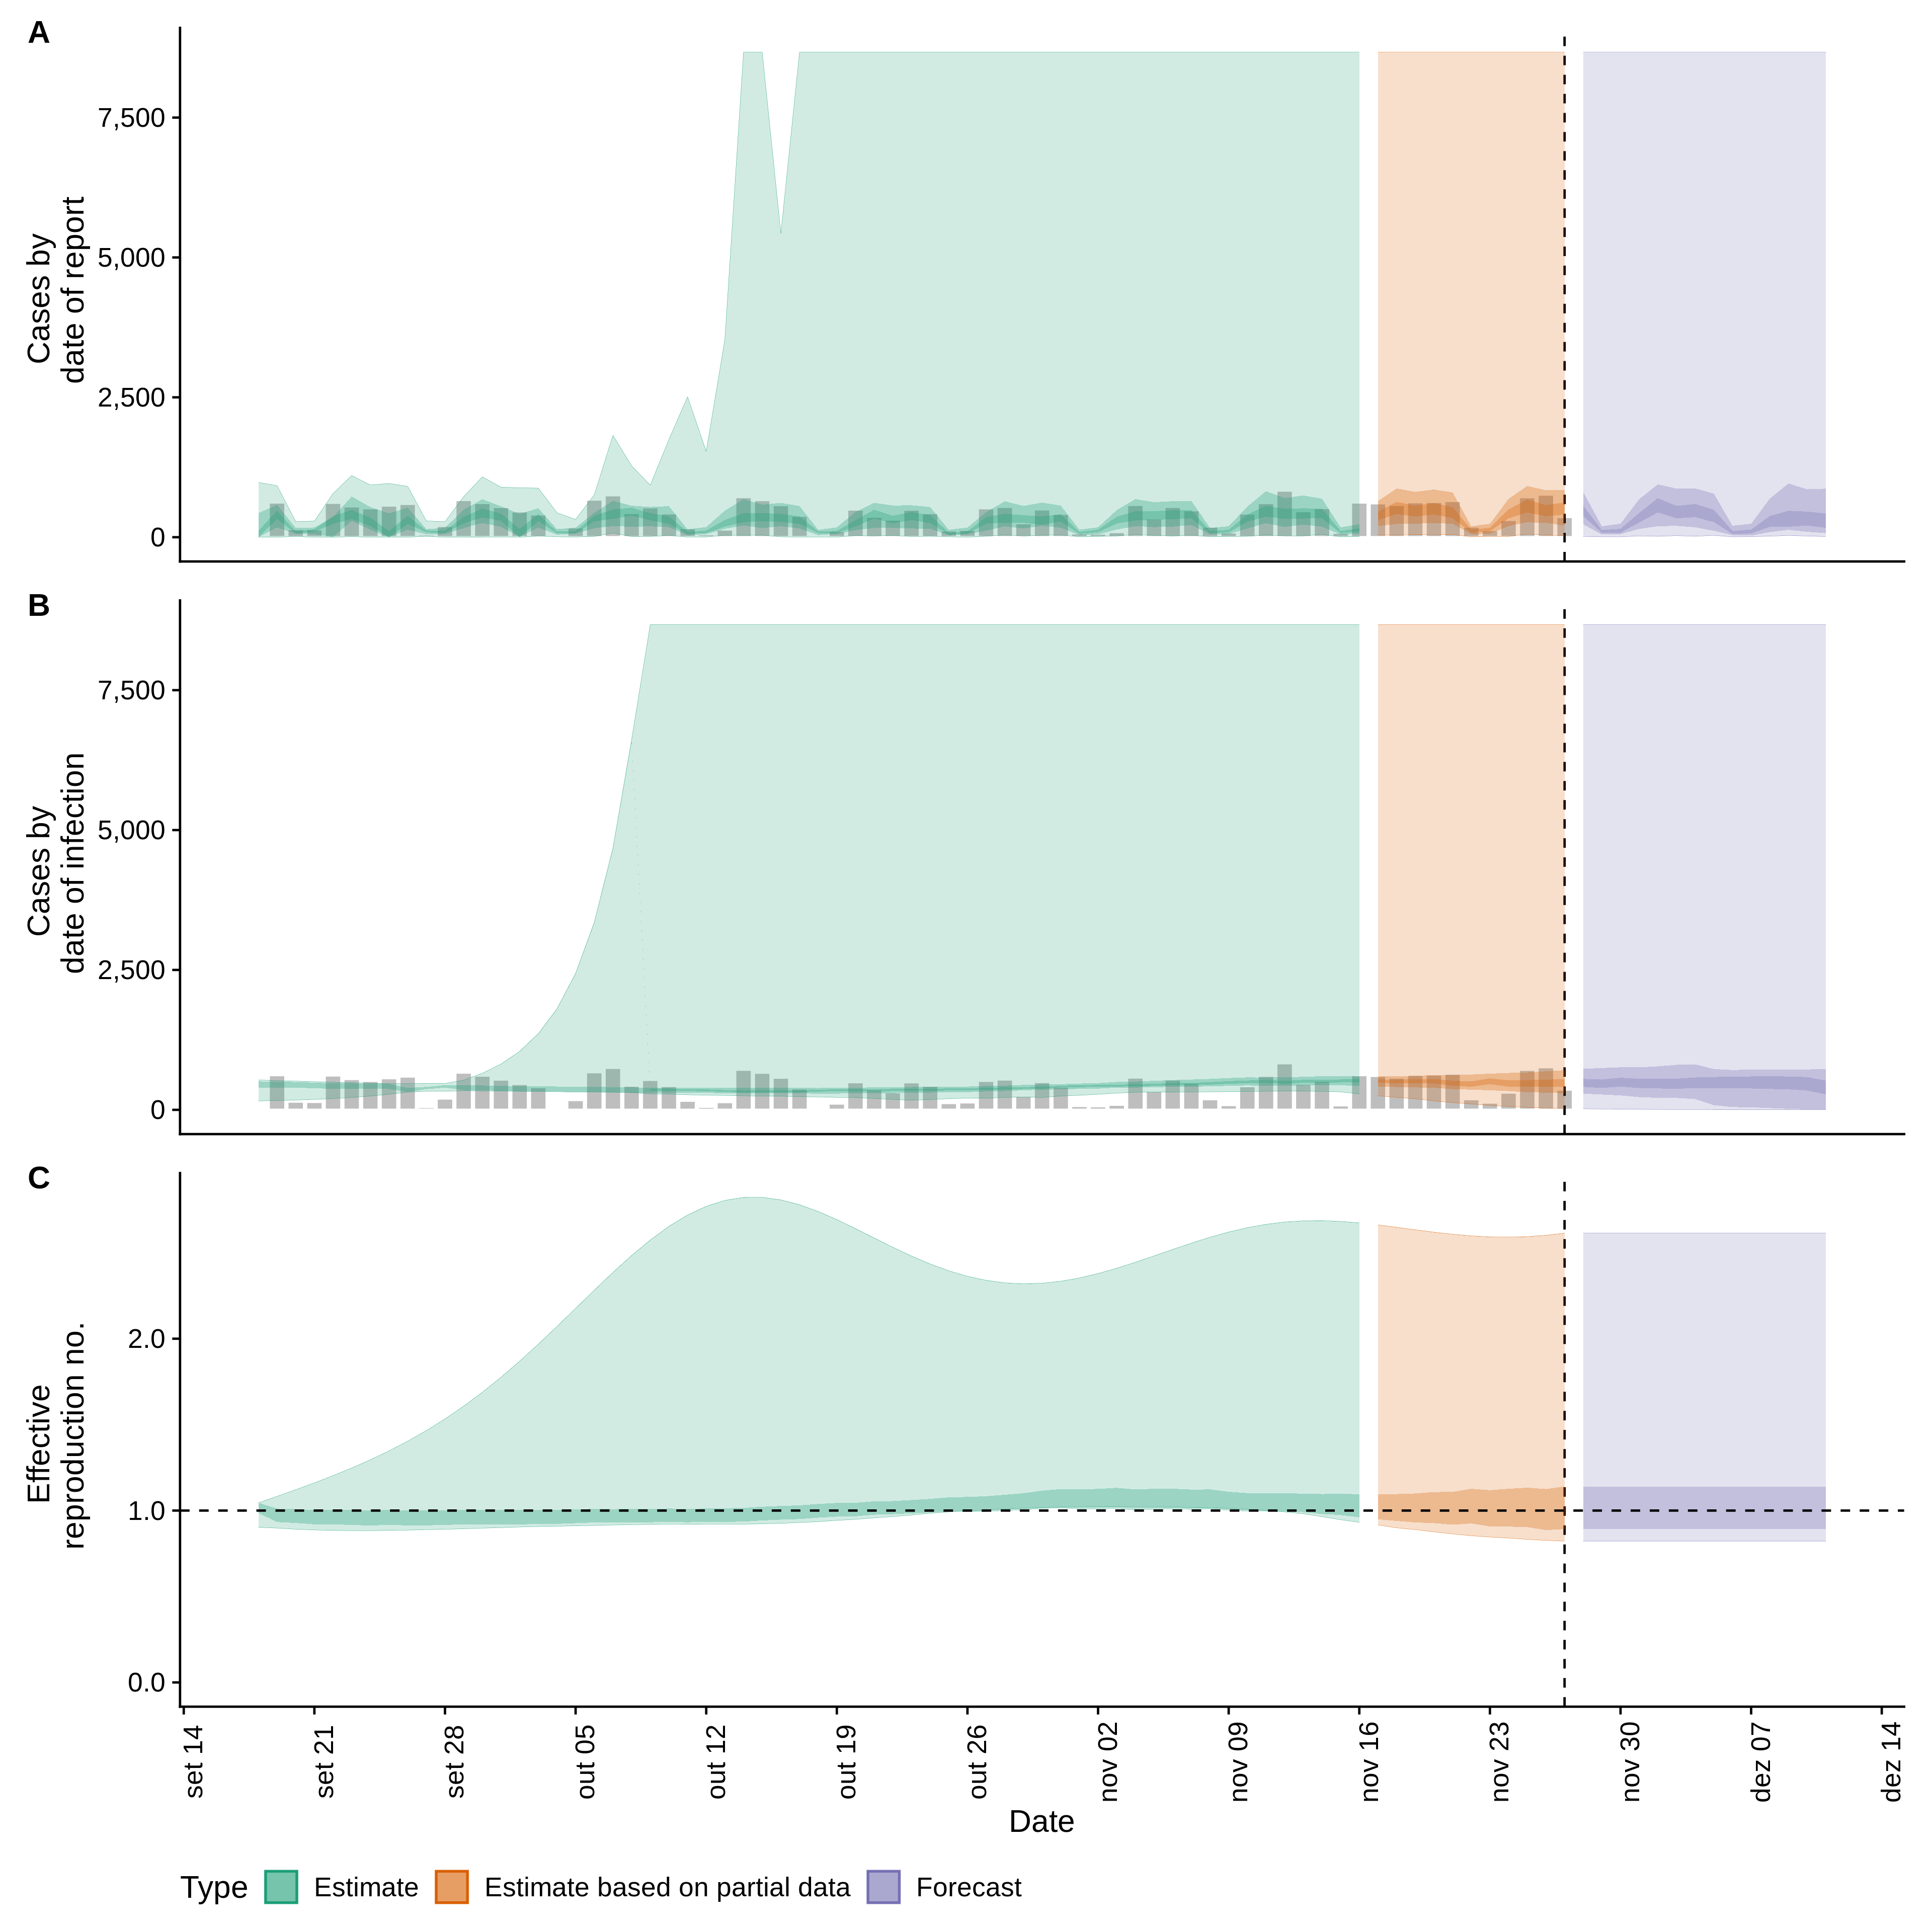 A
Cases by
date of report
7,500
5,000
2,500
0
B
Cases by
date of infection
7,500
5,000
2,500
0
C
Effective
reproduction no.
2.0
1.0
0.0
set 14
set 21
set 28
out 05
out 12
out 19
out 26
nov 02
nov 09
nov 16
nov 23
nov 30
dez 07
dez 14
Date
Type
Estimate
Estimate based on partial data
Forecast